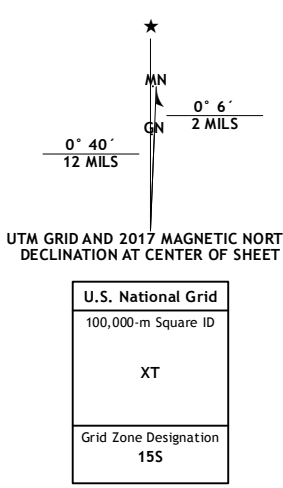 MN
0° 6´
2 MILS
GN
0° 40´
12 MILS
UTM GRID AND 2017 MAGNETIC NORT
DECLINATION AT CENTER OF SHEET
U.S. National Grid
100,000-m Square ID
XT
Grid Zone Designation
15S